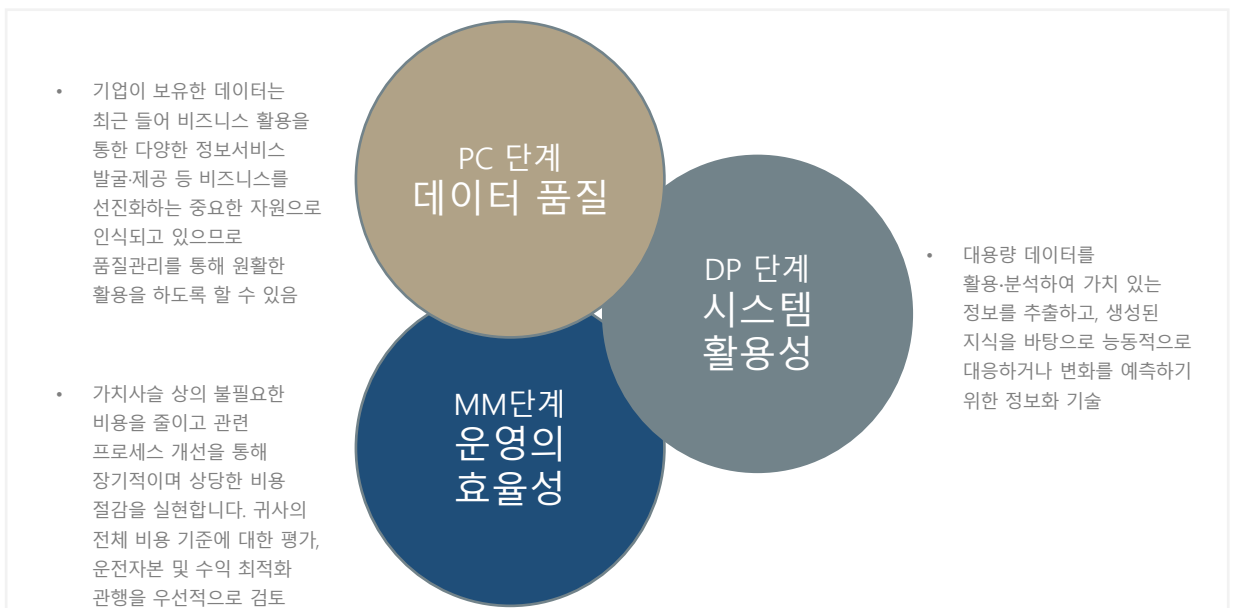 • 기업이 보유한 데이터는
최근 들어 비즈니스 활용을
통한 다양한 정보서비스
발굴·제공 등 비즈니스를
선진화하는 중요한 자원으로
인식되고 있으므로
품질관리를 통해 원활한
활용을 하도록 할 수 있음
PC 단계
데이터 품질
DP 단계
시스템
활용성
• 대용량 데이터를
활용·분석하여 가치 있는
정보를 추출하고, 생성된
지식을 바탕으로 능동적으로
대응하거나 변화를 예측하기
위한 정보화 기술
• 가치사슬 상의 불필요한
비용을 줄이고 관련
프로세스 개선을 통해
장기적이며 상당한 비용
절감을 실현합니다. 귀사의
전체 비용 기준에 대한 평가,
운전자본 및 수익 최적화
관행을 우선적으로 검토
MM단계
운영의
효율성